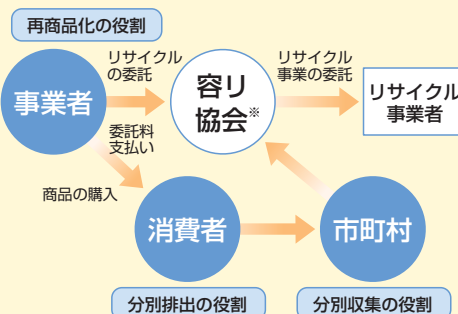 再商品化の役割
事業者
リサイクル
の委託
委託料
支払い
容リ
協会※
リサイクル
事業の委託
リサイクル
事業者
商品の購入
消費者
市町村
分別排出の役割
分別収集の役割